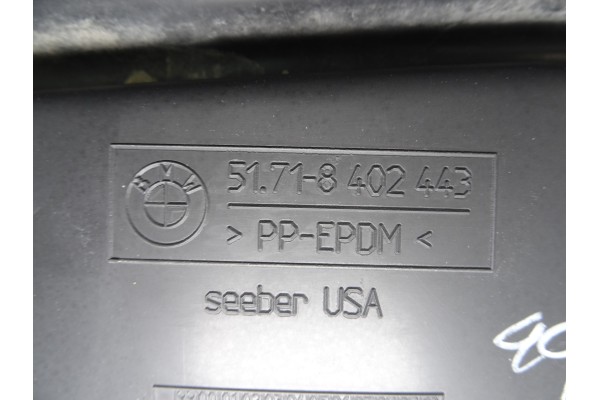 BMW
51.71-8 402 443
> PP-EPDM <
seeber USA